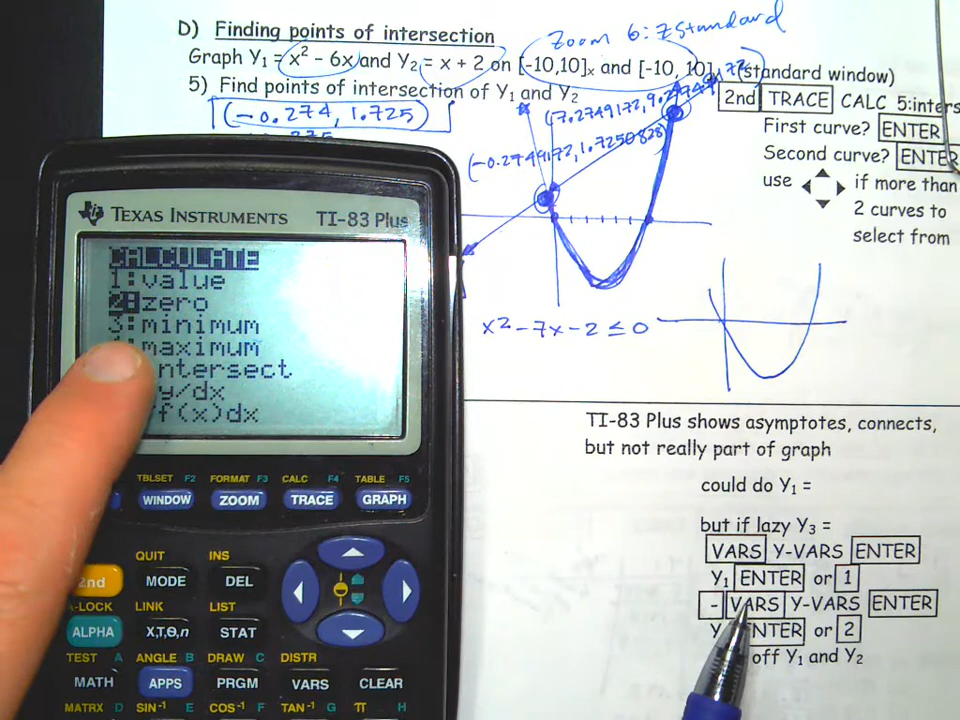 D) Finding points of intersection
Zoom 6: ZStandard
Graph Y1 = x² – 6x and Y2 = x + 2 on [-10,10]x and [-10, 10]y (standard window)
5) Find points of intersection of Y1 and Y2
(-0.274, 1.725)
(-0.2749172, 1.7250828)
2nd TRACE CALC 5:inters
First curve? ENTER
Second curve? ENTER
use if more than
2 curves to
select from
x² - 7x - 2 ≤ 0
TI-83 Plus shows asymptotes, connects,
but not really part of graph
could do Y1 =
but if lazy Y3 =
VARS Y-VARS ENTER
Y1 ENTER or 1
- VARS Y-VARS ENTER
Y ENTER or 2
off Y1 and Y2
TEXAS INSTRUMENTS TI-83 Plus
CALCULATE
1:value
2:zero
3:minimum
maximum
ntersect
y/dx
f(x)dx
TBLSET F2 FORMAT F3 CALC F4 TABLE F5
WINDOW ZOOM TRACE GRAPH
QUIT INS
2nd MODE DEL
A-LOCK LINK LIST
ALPHA X,T,Θ,n STAT
TEST A ANGLE B DRAW C DISTR
MATH APPS PRGM VARS CLEAR
MATRX D SIN⁻¹ E COS⁻¹ F TAN⁻¹ G π H